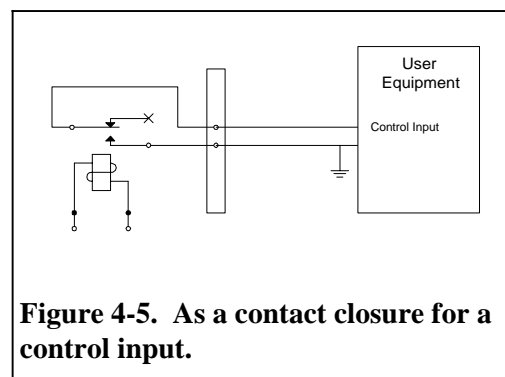 User
Equipment
Control Input
Figure 4-5. As a contact closure for a
control input.